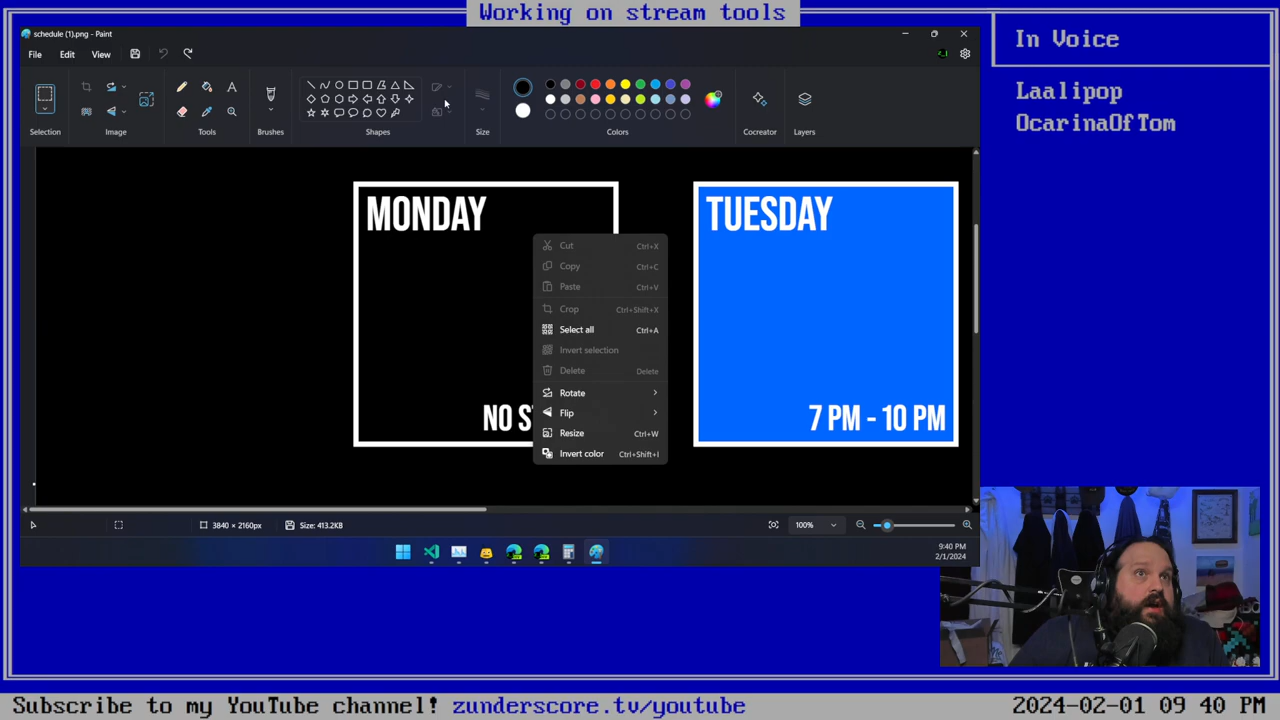 Working on stream tools
schedule (1).png - Paint
File Edit View
Selection Image Tools Brushes Shapes Size Colors Cocreator Layers
MONDAY
TUESDAY
Cut Ctrl+X
Copy Ctrl+C
Paste Ctrl+V
Crop Ctrl+Shift+X
Select all Ctrl+A
Invert selection
Delete Delete
Rotate
Flip
Resize Ctrl+W
Invert color Ctrl+Shift+I
NO S
7 PM - 10 PM
3840 × 2160px Size: 413.2KB 100%
9:40 PM
2/1/2024
In Voice
Laalipop
OcarinaOfTom
Subscribe to my YouTube channel! zunderscore.tv/youtube 2024-02-01 09 40 PM